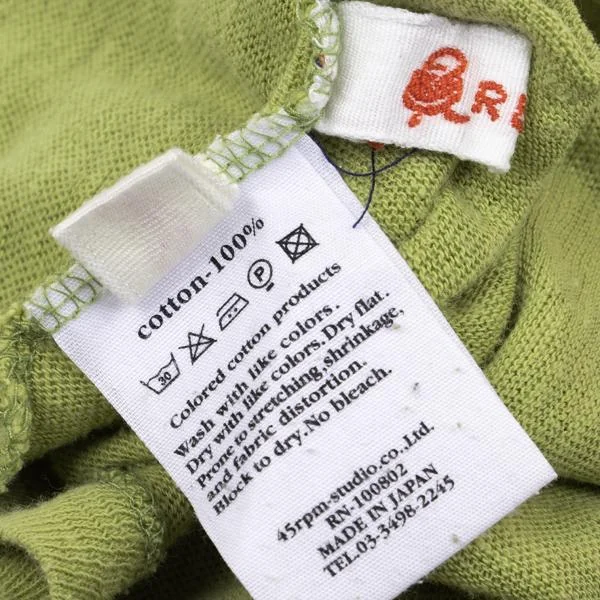 R
cotton-100%
30
P
Colored cotton products
Wash with like colors.
Dry with like colors.Dry flat.
Prone to stretching,shrinkage,
and fabric distortion.
Block to dry.No bleach.
45rpm-studio.co.,Ltd.
RN-100802
MADE IN JAPAN
TEL.03-3498-2245